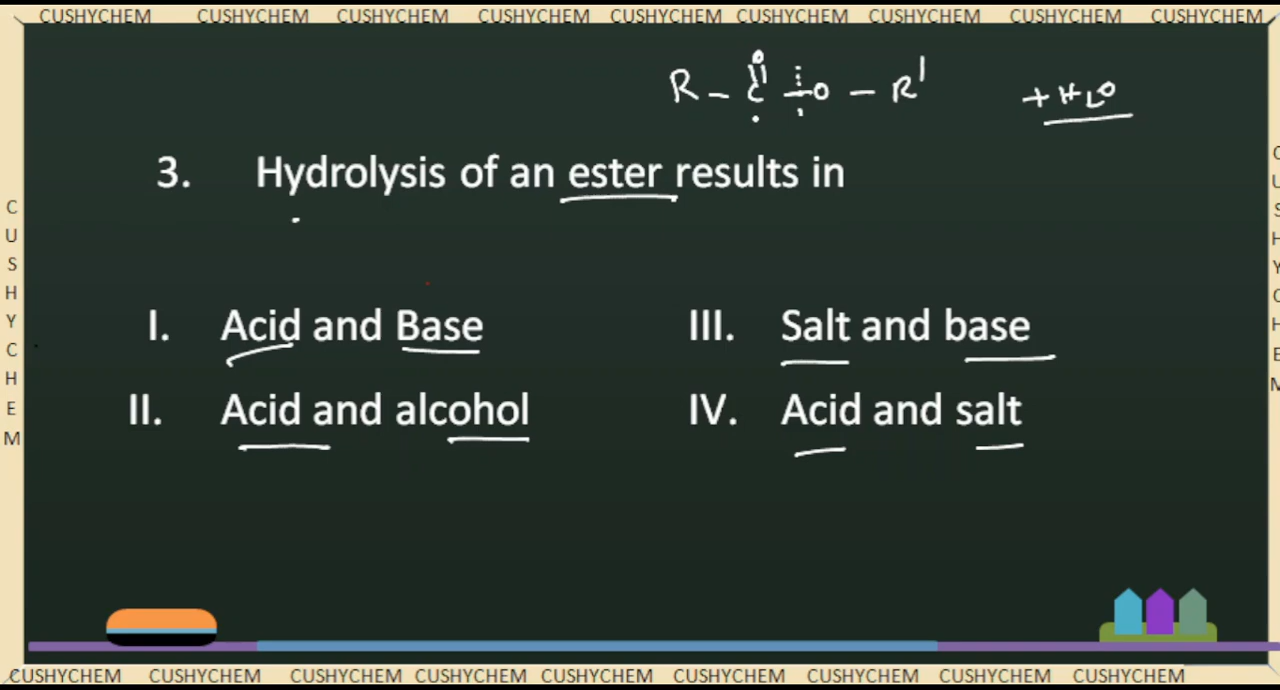 CUSHYCHEM CUSHYCHEM CUSHYCHEM CUSHYCHEM CUSHYCHEM CUSHYCHEM CUSHYCHEM CUSHYCHEM CUSHYCHEM
R - C - O - R' + H2O
O
3. Hydrolysis of an ester results in
I. Acid and Base
III. Salt and base
II. Acid and alcohol
IV. Acid and salt
CUSHYCHEM
CUSHYCHEM
CUSHYCHEM CUSHYCHEM CUSHYCHEM CUSHYCHEM CUSHYCHEM CUSHYCHEM CUSHYCHEM CUSHYCHEM CUSHYCHEM